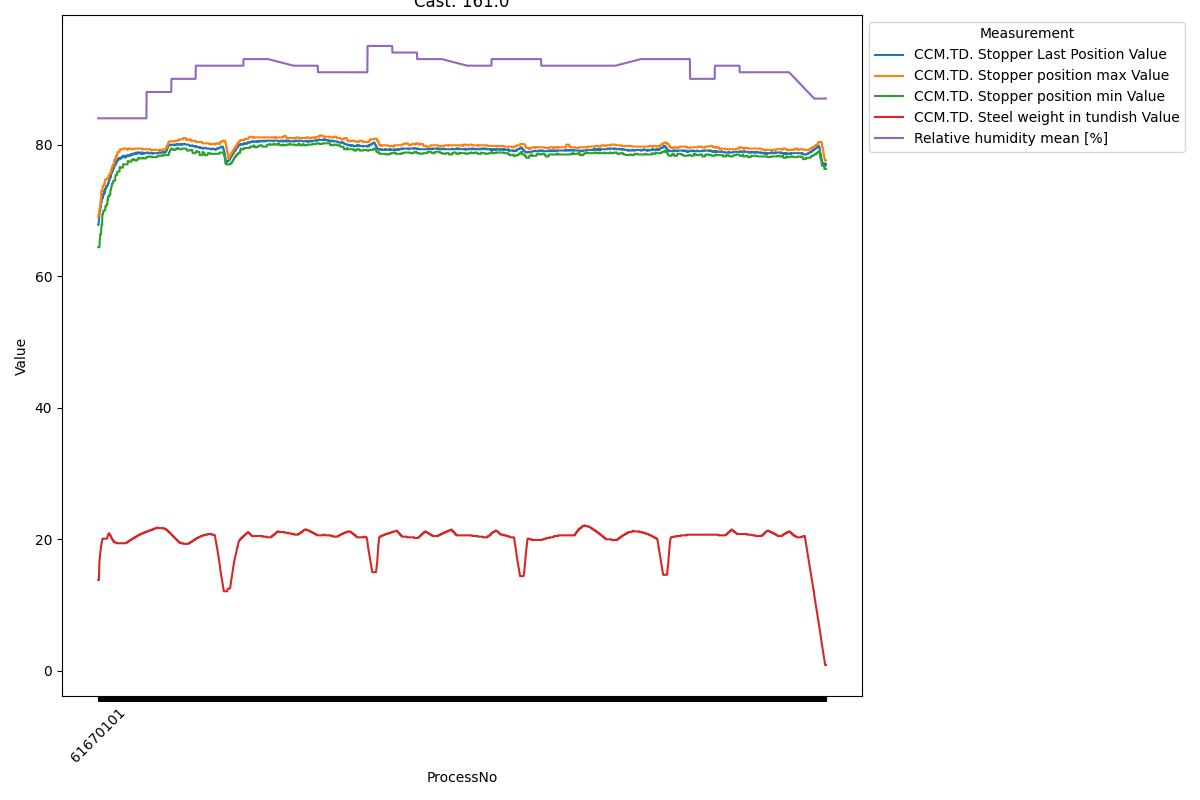 Cast: 161.0
Measurement
CCM.TD. Stopper Last Position Value
CCM.TD. Stopper position max Value
CCM.TD. Stopper position min Value
CCM.TD. Steel weight in tundish Value
Relative humidity mean [%]
80
60
40
20
0
Value
61670101
ProcessNo